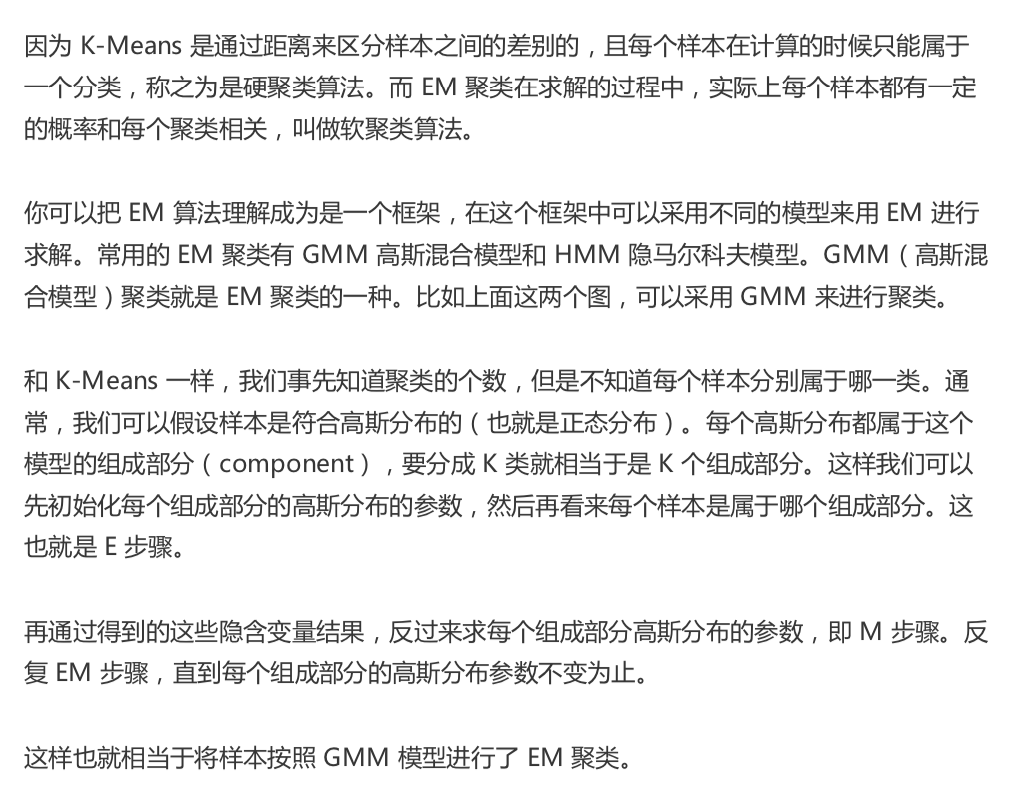 因为 K-Means 是通过距离来区分样本之间的差别的，且每个样本在计算的时候只能属于
一个分类，称之为是硬聚类算法。而 EM 聚类在求解的过程中，实际上每个样本都有一定
的概率和每个聚类相关，叫做软聚类算法。
你可以把 EM 算法理解成为是一个框架，在这个框架中可以采用不同的模型来用 EM 进行
求解。常用的 EM 聚类有 GMM 高斯混合模型和 HMM 隐马尔科夫模型。GMM（高斯混
合模型）聚类就是 EM 聚类的一种。比如上面这两个图，可以采用 GMM 来进行聚类。
和 K-Means 一样，我们事先知道聚类的个数，但是不知道每个样本分别属于哪一类。通
常，我们可以假设样本是符合高斯分布的（也就是正态分布）。每个高斯分布都属于这个
模型的组成部分（component），要分成 K 类就相当于是 K 个组成部分。这样我们可以
先初始化每个组成部分的高斯分布的参数，然后再看来每个样本是属于哪个组成部分。这
也就是 E 步骤。
再通过得到的这些隐含变量结果，反过来求每个组成部分高斯分布的参数，即 M 步骤。反
复 EM 步骤，直到每个组成部分的高斯分布参数不变为止。
这样也就相当于将样本按照 GMM 模型进行了 EM 聚类。